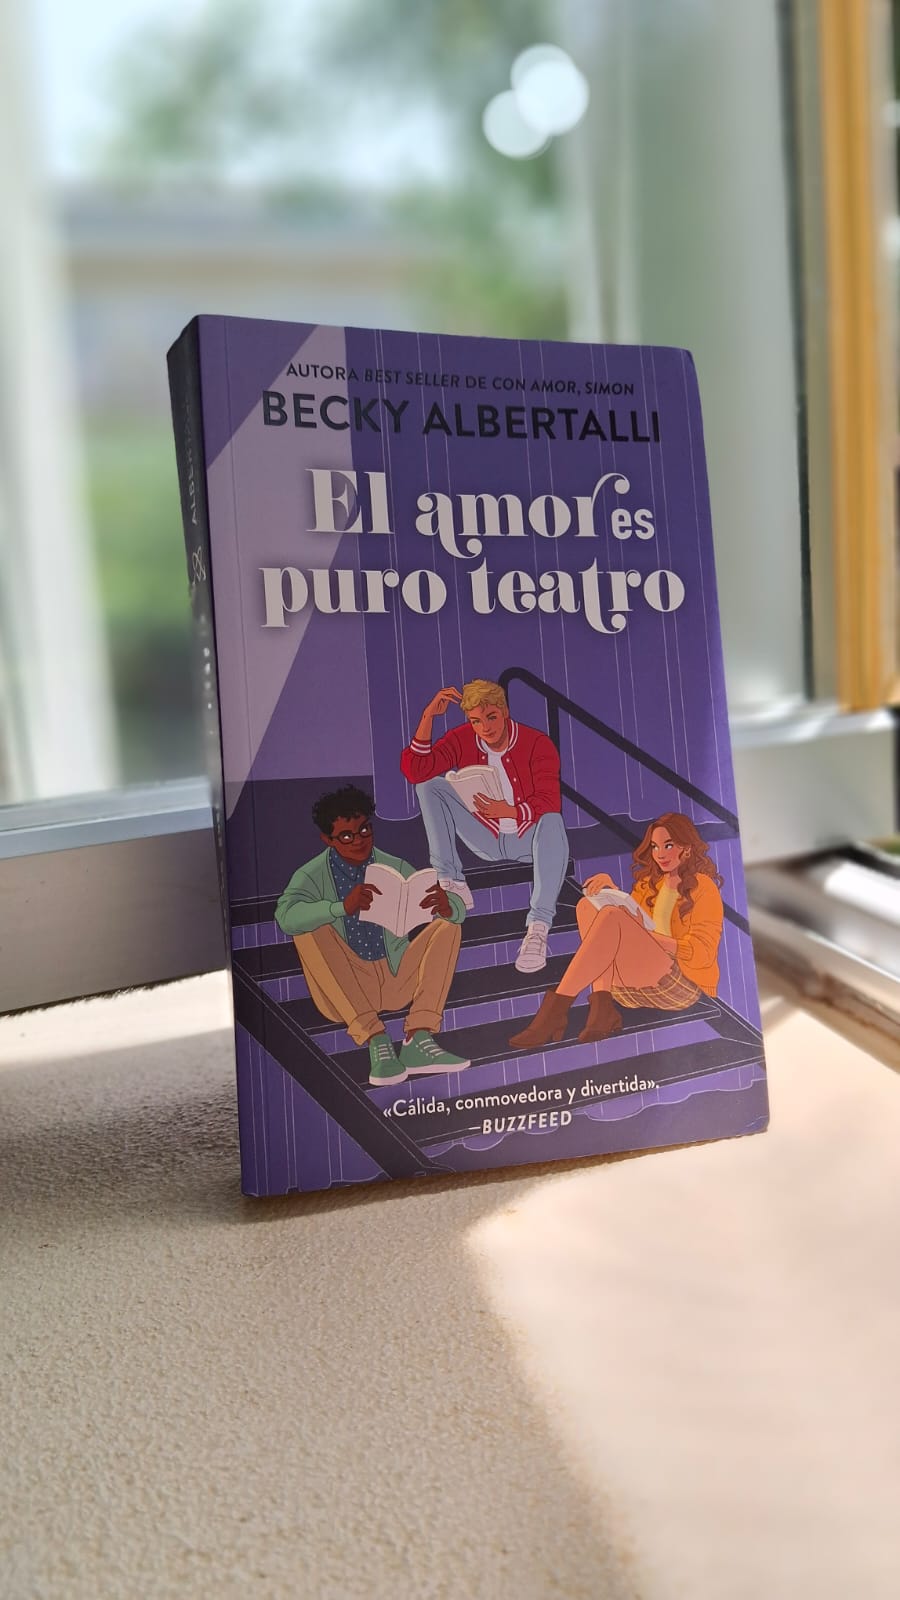 AUTORA BEST SELLER DE CON AMOR, SIMON
BECKY ALBERTALLI
El amor es
puro teatro
«Cálida, conmovedora y divertida».
—BUZZFEED